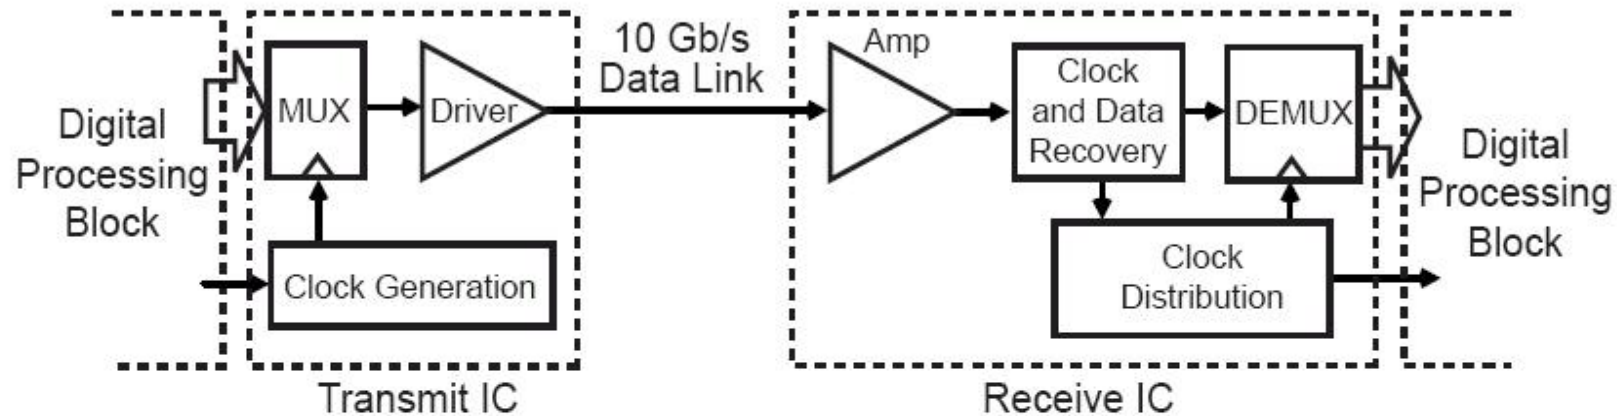 Digital
Processing
Block
MUX
Driver
Clock Generation
Transmit IC
10 Gb/s
Data Link
Amp
Clock
and Data
Recovery
DEMUX
Clock
Distribution
Receive IC
Digital
Processing
Block